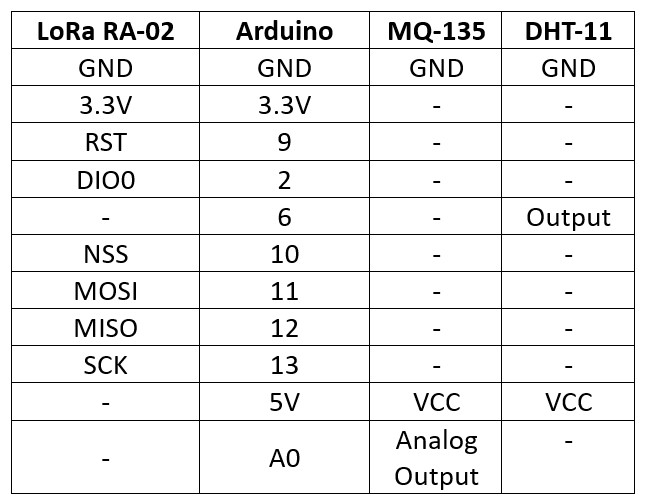 LoRa RA-02 Arduino MQ-135 DHT-11
GND GND GND GND
3.3V 3.3V - -
RST 9 - -
DIO0 2 - -
- 6 - Output
NSS 10 - -
MOSI 11 - -
MISO 12 - -
SCK 13 - -
- 5V VCC VCC
- A0 Analog Output -